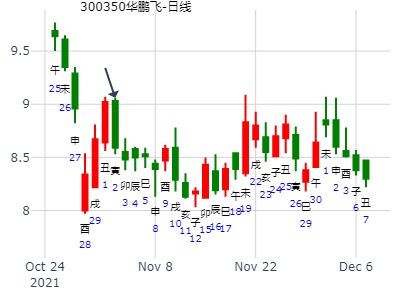 300350华鹏飞-日线
9.5
9
8.5
8
午
25
未
26
申
27
酉
28
戌
29
丑
1
寅
2
卯
3
辰
4
巳
5
午
8
酉
9
戌
10
亥
11
子
12
卯
15
辰
16
巳
17
午
18
未
19
戌
22
亥
23
子
24
丑
25
寅
26
巳
29
午
30
未
1
申
2
酉
3
子
6
丑
7
Oct 24
2021
Nov 8
Nov 22
Dec 6